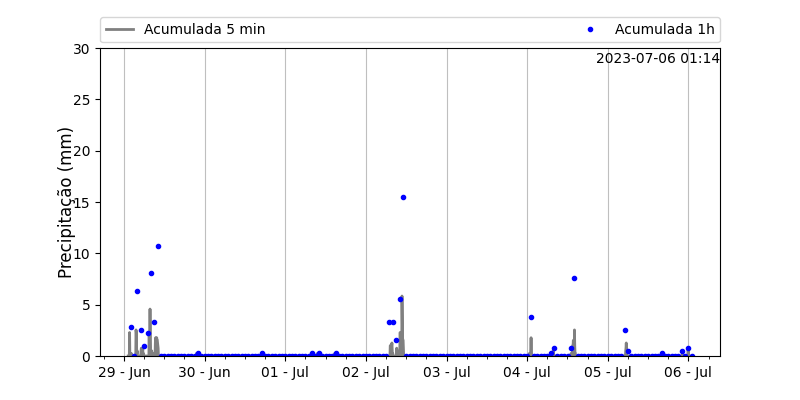 Acumulada 5 min
Acumulada 1h
2023-07-06 01:14
Precipitação (mm)
30
25
20
15
10
5
0
29 - Jun
30 - Jun
01 - Jul
02 - Jul
03 - Jul
04 - Jul
05 - Jul
06 - Jul